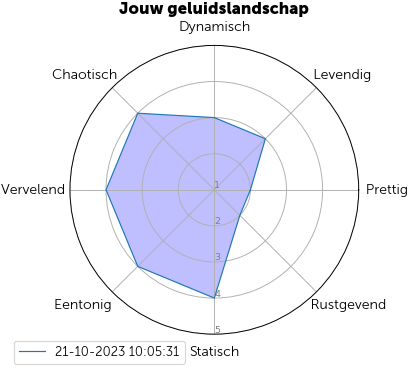 Jouw geluidslandschap
Dynamisch
Chaotisch
Levendig
Vervelend
1
Prettig
2
3
4
Eentonig
Rustgevend
5
21-10-2023 10:05:31
Statisch